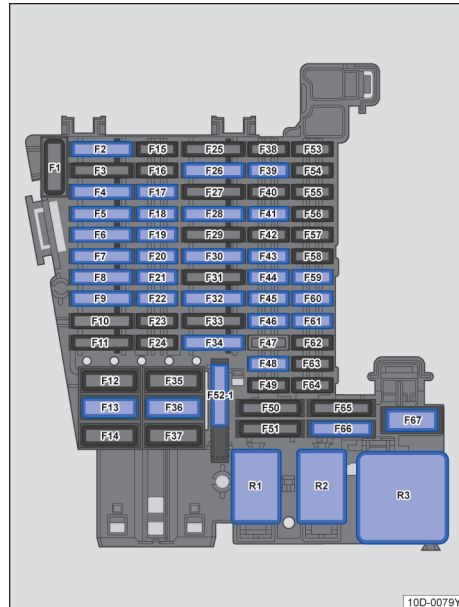 F2 F15 F25 F38 F53
F1
F3 F16 F26 F39 F54
F4 F17 F27 F40 F55
F5 F18 F28 F41 F56
F6 F19 F29 F42 F57
F7 F20 F30 F43 F58
F8 F21 F31 F44 F59
F9 F22 F32 F45 F60
F10 F23 F33 F46 F61
F11 F24 F34 F47 F62
F48 F63
F12 F35 F49 F64
F52-1
F13 F36 F50 F65
F67
F14 F37 F51 F66
R1 R2 R3
10D-0079Y